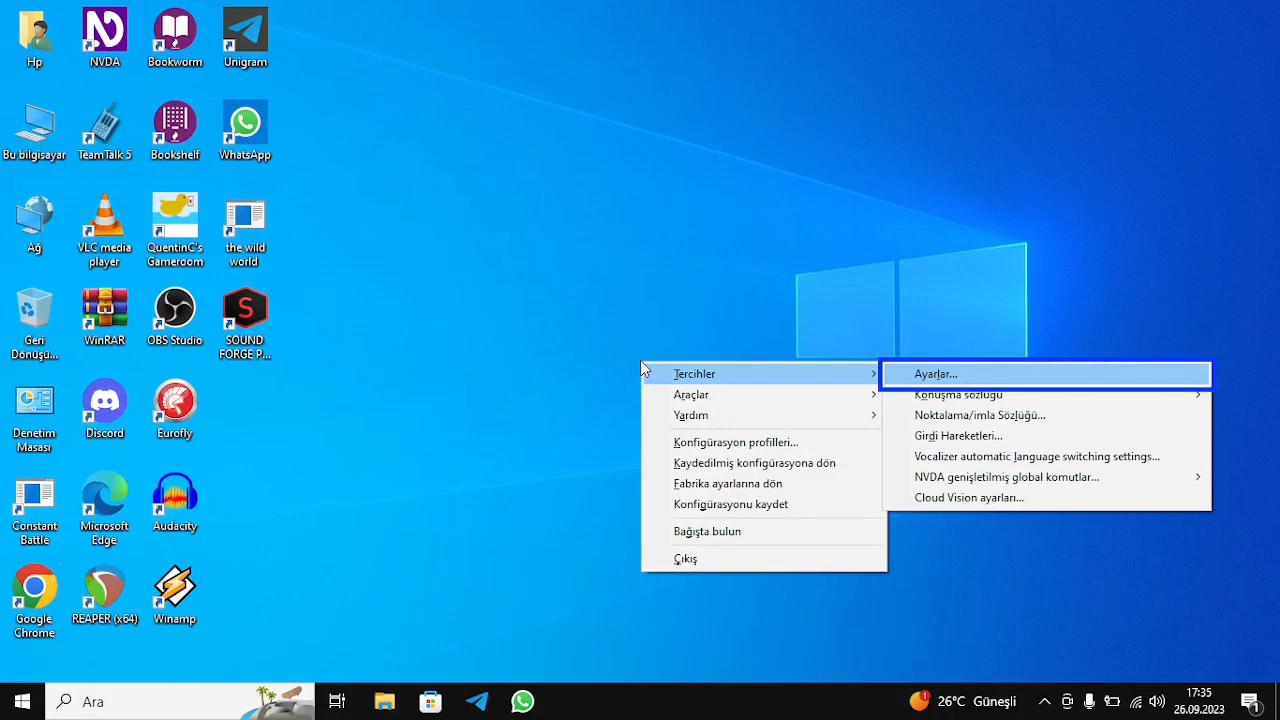 Hp
NVDA
Bookworm
Unigram
Bu bilgisayar
TeamTalk 5
Bookshelf
WhatsApp
Ağ
VLC media
player
QuentinC's
Gameroom
the wild
world
Geri
Dönüşü...
WinRAR
OBS Studio
SOUND
FORGE P...
Denetim
Masası
Discord
Eurofly
Constant
Battle
Microsoft
Edge
Audacity
Google
Chrome
REAPER (x64)
Winamp
Tercihler
Araçlar
Yardım
Konfigürasyon profilleri...
Kaydedilmiş konfigürasyona dön
Fabrika ayarlarına dön
Konfigürasyonu kaydet
Bağışta bulun
Çıkış
Ayarlar...
Konuşma sözlüğü
Noktalama/imla Sözlüğü...
Girdi Hareketleri...
Vocalizer automatic language switching settings...
NVDA genişletilmiş global komutlar...
Cloud Vision ayarları...
Ara
1
26°C Güneşli
17:35
26.09.2023
1